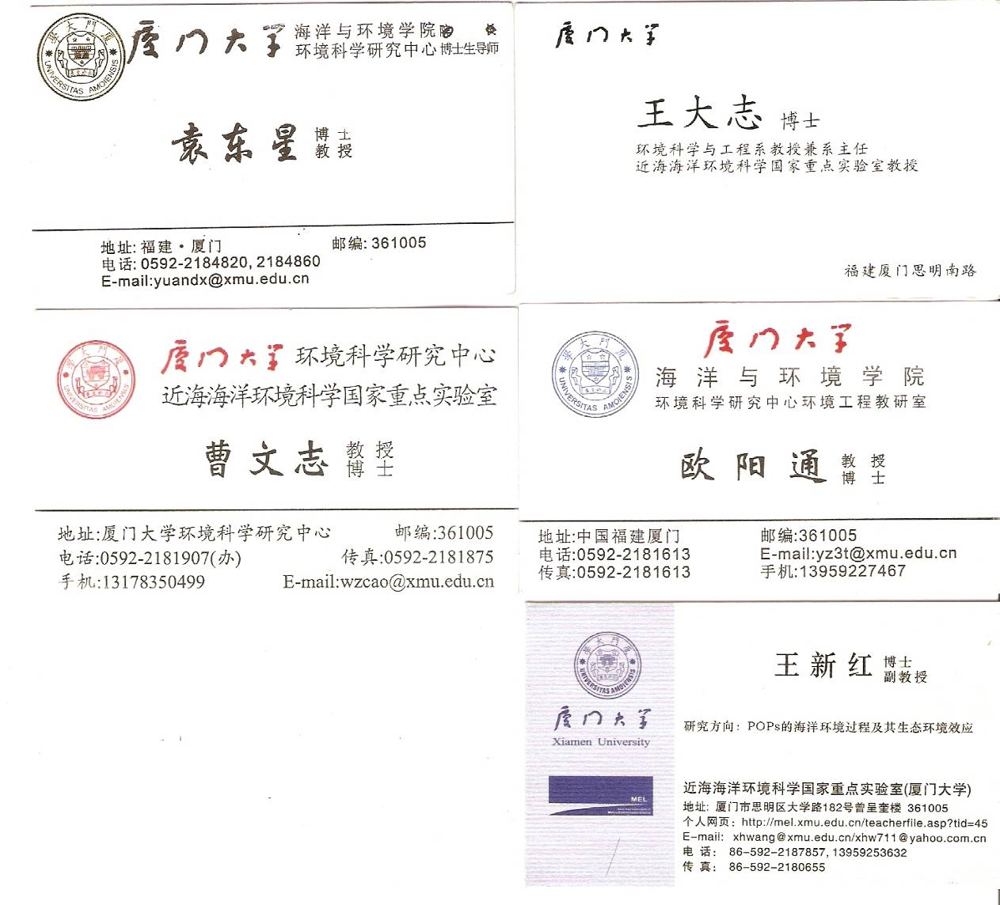 廈門大學
UNIVERSITAS AMOIENSIS
厦门大学 海洋与环境学院
环境科学研究中心 博士生导师
袁东星 博士
教授
地址: 福建·厦门 邮编: 361005
电话: 0592-2184820, 2184860
E-mail:yuandx@xmu.edu.cn
厦门大学
王大志 博士
环境科学与工程系教授兼系主任
近海海洋环境科学国家重点实验室教授
福建厦门思明南路
廈門大學
UNIVERSITAS AMOIENSIS
厦门大学 环境科学研究中心
近海海洋环境科学国家重点实验室
曹文志 教授
博士
地址:厦门大学环境科学研究中心 邮编:361005
电话:0592-2181907(办) 传真:0592-2181875
手机:13178350499 E-mail:wzcao@xmu.edu.cn
廈門大學
UNIVERSITAS AMOIENSIS
厦门大学
海洋与环境学院
环境科学研究中心环境工程教研室
欧阳通 教授
博士
地址:中国福建厦门 邮编:361005
电话:0592-2181613 E-mail:yz3t@xmu.edu.cn
传真:0592-2181613 手机:13959227467
廈門大學
UNIVERSITAS AMOIENSIS
厦门大学
Xiamen University
MEL
王新红 博士
副教授
研究方向: POPs的海洋环境过程及其生态环境效应
近海海洋环境科学国家重点实验室(厦门大学)
地址: 厦门市思明区大学路182号曾呈奎楼 361005
个人网页: http://mel.xmu.edu.cn/teacherfile.asp?tid=45
E-mail: xhwang@xmu.edu.cn/xhw711@yahoo.com.cn
电 话: 86-592-2187857, 13959253632
传 真: 86-592-2180655